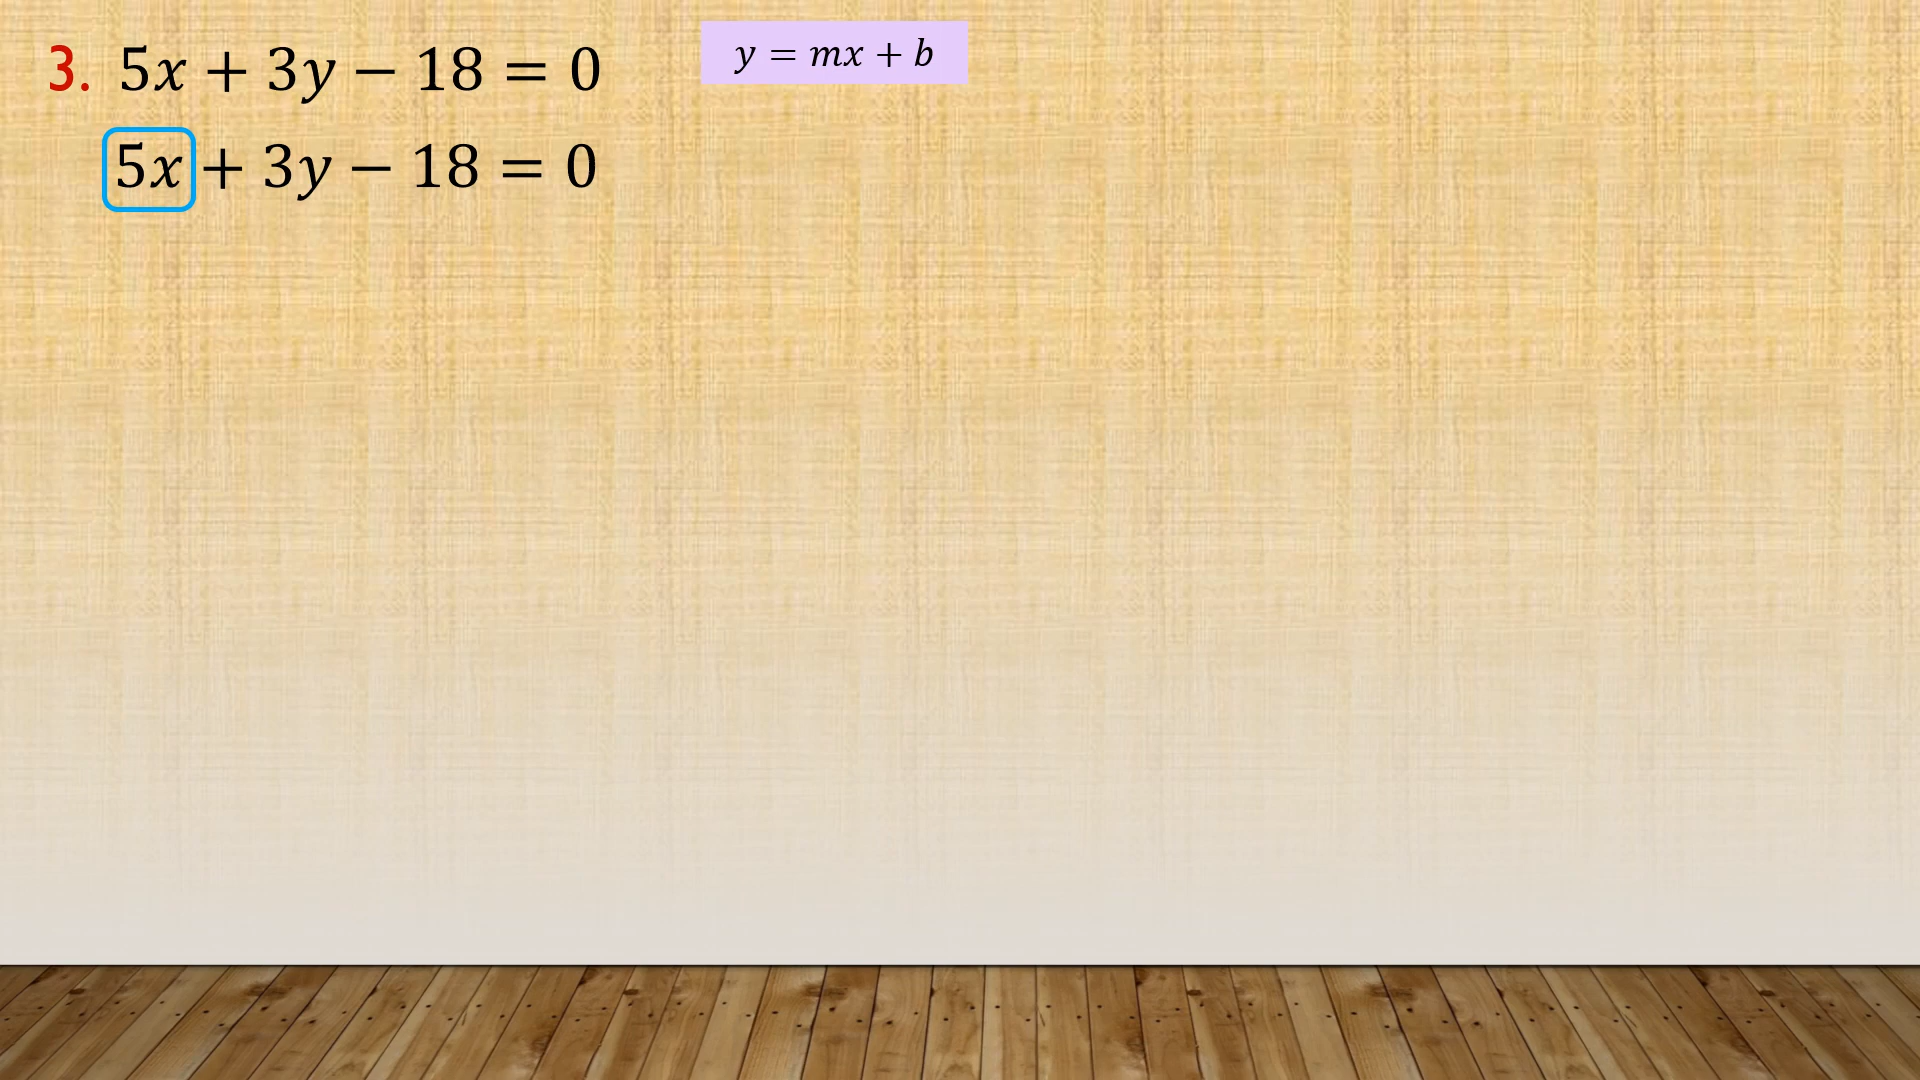 3. 5x + 3y − 18 = 0
y = mx + b
5x + 3y − 18 = 0